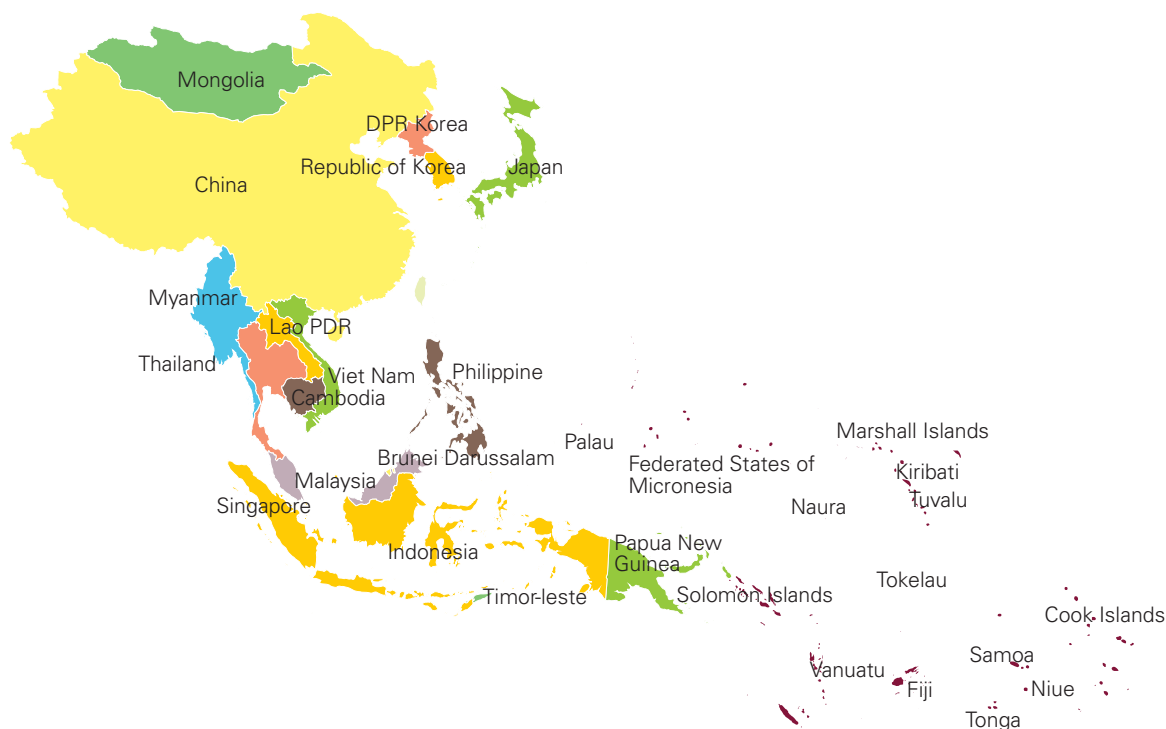 Mongolia
DPR Korea
Republic of Korea
Japan
China
Myanmar
Lao PDR
Thailand
Viet Nam
Philippine
Cambodia
Palau
Marshall Islands
Brunei Darussalam
Federated States of
Micronesia
Kiribati
Malaysia
Singapore
Naura
Tuvalu
Indonesia
Papua New
Guinea
Tokelau
Timor-leste
Solomon Islands
Cook Islands
Samoa
Vanuatu
Fiji
Niue
Tonga